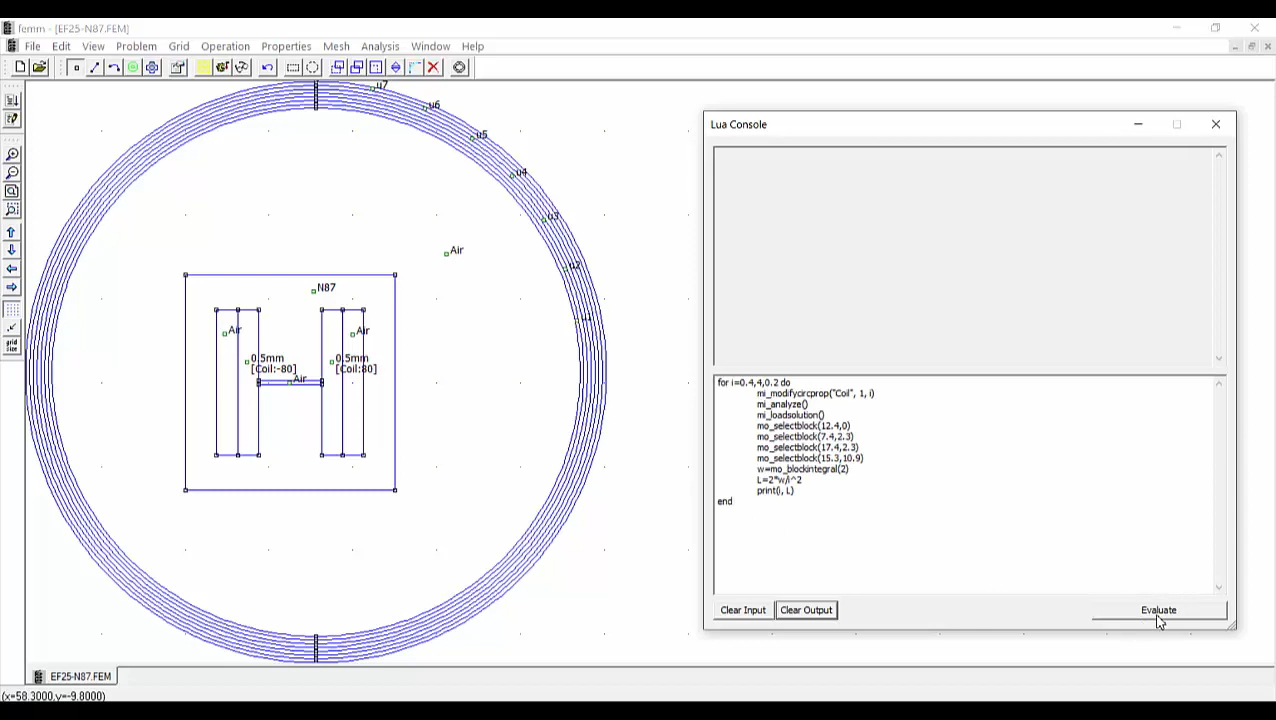 femm - [EF25-N87.FEM]
File Edit View Problem Grid Operation Properties Mesh Analysis Window Help
u7
u6
u5
u4
u3
u2
u1
Air
N87
Air
Air
0.5mm
[Coil:-80]
0.5mm
[Coil:80]
Air
grid
size
Lua Console
for i=0.4,4,0.2 do
mi_modifycircprop("Coil", 1, i)
mi_analyze()
mi_loadsolution()
mo_selectblock(12.4,0)
mo_selectblock(7.4,2.3)
mo_selectblock(17.4,2.3)
mo_selectblock(15.3,10.9)
w=mo_blockintegral(2)
L=2*w/i^2
print(i, L)
end
Clear Input Clear Output Evaluate
EF25-N87.FEM
(x=58.3000,y=-9.8000)